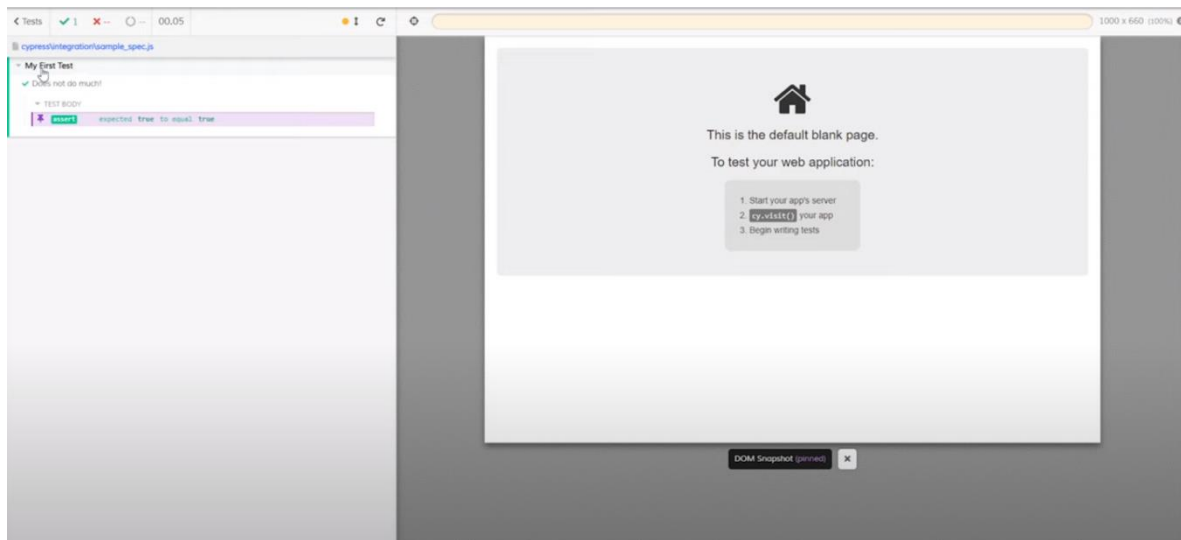 Tests 1 -- -- 00.05 1000 x 660 (100%)
cypress\integration\sample_spec.js
My First Test
Does not do much!
TEST BODY
assert expected true to equal true
This is the default blank page.
To test your web application:
1. Start your app's server
2. cy.visit() your app
3. Begin writing tests
DOM Snapshot (pinned)